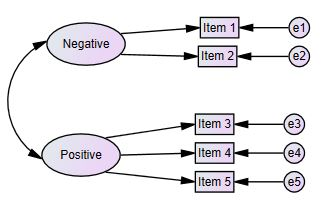 Item 1
e1
Negative
Item 2
e2
Item 3
e3
Positive
Item 4
e4
Item 5
e5